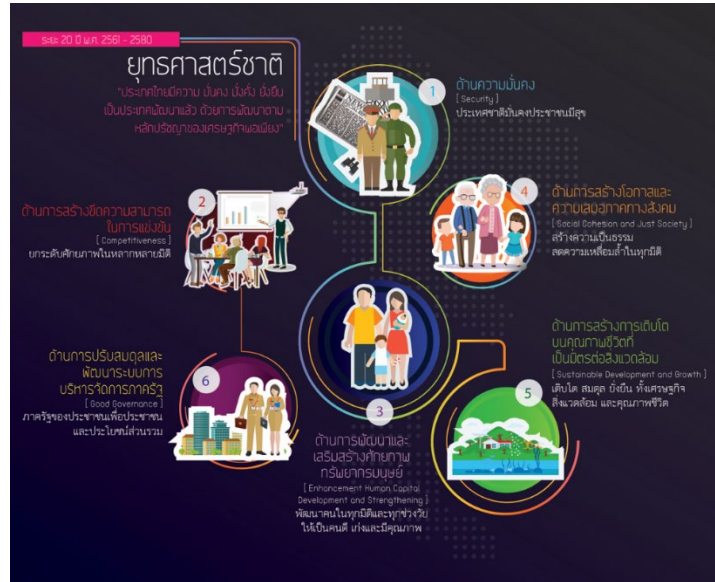 ระยะ 20 ปี พ.ศ. 2561 - 2580
ยุทธศาสตร์ชาติ
"ประเทศไทยมีความ มั่นคง มั่งคั่ง ยั่งยืน
เป็นประเทศพัฒนาแล้ว ด้วยการพัฒนาตาม
หลักปรัชญาของเศรษฐกิจพอเพียง"
1
ด้านความมั่นคง
[ Security ]
ประเทศชาติมั่นคงประชาชนมีสุข
2
ด้านการสร้างขีดความสามารถ
ในการแข่งขัน
[ Competitiveness ]
ยกระดับศักยภาพในหลากหลายมิติ
3
ด้านการพัฒนาและ
เสริมสร้างศักยภาพ
ทรัพยากรมนุษย์
[ Enhancement Human Capital
Development and Strengthening ]
พัฒนาคนในทุกมิติและทุกช่วงวัย
ให้เป็นคนดี เก่งและมีคุณภาพ
4
ด้านการสร้างโอกาสและ
ความเสมอภาคทางสังคม
[ Social Cohesion and Just Society ]
สร้างความเป็นธรรม
ลดความเหลื่อมล้ำในทุกมิติ
5
ด้านการสร้างการเติบโต
บนคุณภาพชีวิตที่
เป็นมิตรต่อสิ่งแวดล้อม
[ Sustainable Development and Growth ]
เติบโต สมดุล ยั่งยืน ทั้งเศรษฐกิจ
สิ่งแวดล้อม และคุณภาพชีวิต
6
ด้านการปรับสมดุลและ
พัฒนาระบบการ
บริหารจัดการภาครัฐ
[ Good Governance ]
ภาครัฐของประชาชนเพื่อประชาชน
และประโยชน์ส่วนรวม